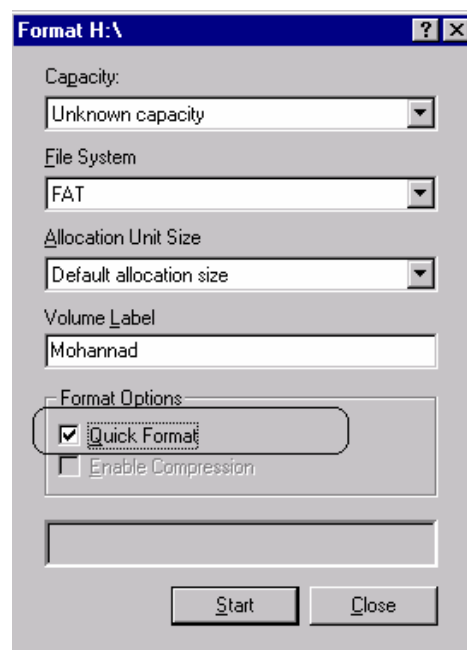 Format H:\
Capacity:
Unknown capacity
File System
FAT
Allocation Unit Size
Default allocation size
Volume Label
Mohannad
Format Options
Quick Format
Enable Compression
Start
Close